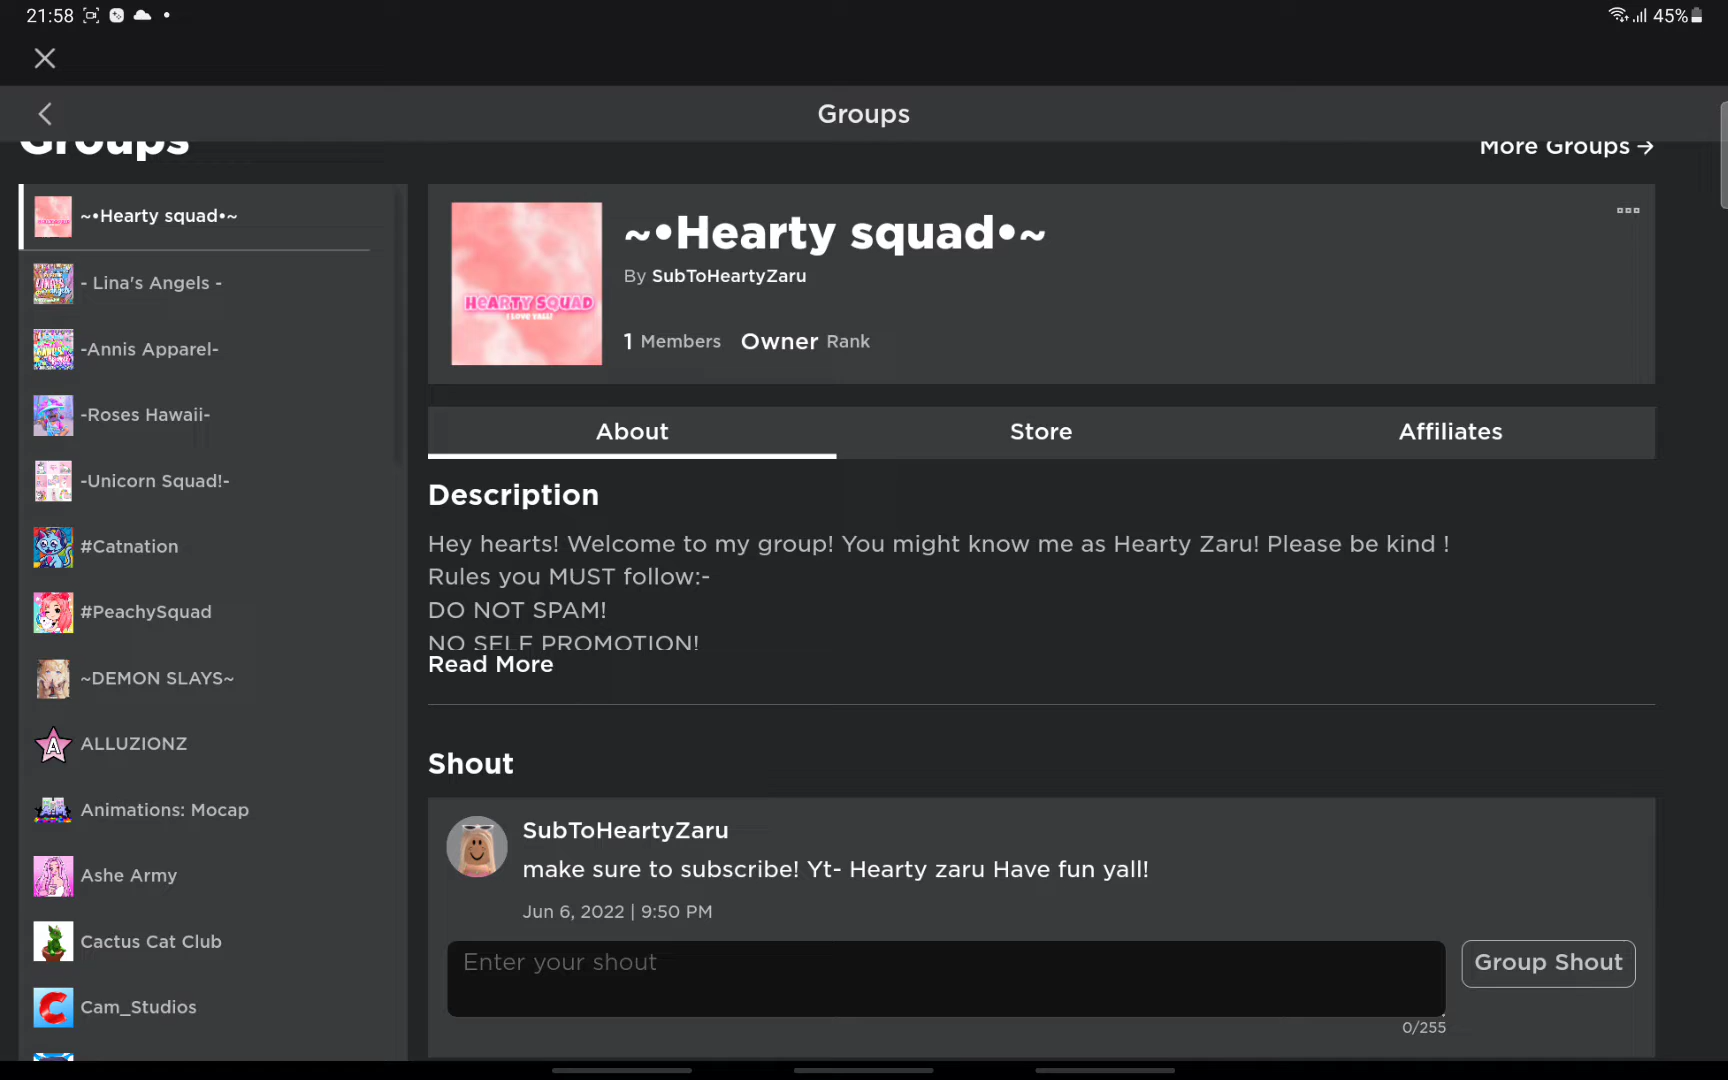 21:58
45%
Groups
Groups
More Groups →
~•Hearty squad•~
- Lina's Angels -
-Annis Apparel-
-Roses Hawaii-
-Unicorn Squad!-
#Catnation
#PeachySquad
~DEMON SLAYS~
ALLUZIONZ
Animations: Mocap
Ashe Army
Cactus Cat Club
Cam_Studios
HEARTY SQUAD
I LOVE YALL!
~•Hearty squad•~
By SubToHeartyZaru
1 Members Owner Rank
About Store Affiliates
Description
Hey hearts! Welcome to my group! You might know me as Hearty Zaru! Please be kind !
Rules you MUST follow:-
DO NOT SPAM!
NO SELF PROMOTION!
Read More
Shout
SubToHeartyZaru
make sure to subscribe! Yt- Hearty zaru Have fun yall!
Jun 6, 2022 | 9:50 PM
Enter your shout
Group Shout
0/255